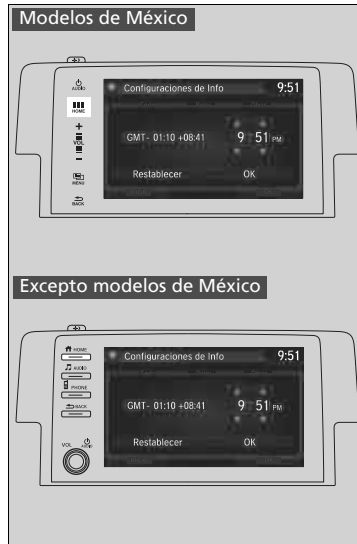 Modelos de México
AUDIO
HOME
+
VOL
-
MENU
BACK
Configuraciones de Info 9:51
GMT- 01:10 +08:41 9 51 PM
Restablecer OK
Excepto modelos de México
HOME
AUDIO
PHONE
BACK
VOL AUDIO
Configuraciones de Info 9:51
GMT- 01:10 +08:41 9 51 PM
Restablecer OK